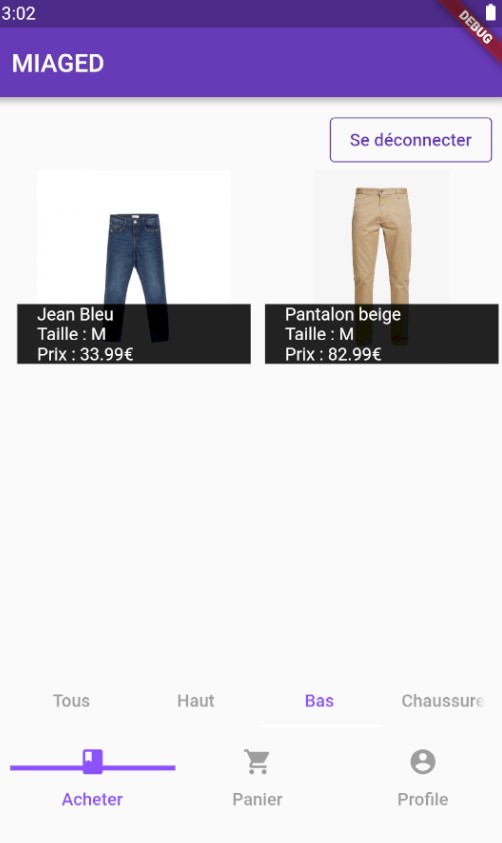 3:02
DEBUG
MIAGED
Se déconnecter
Jean Bleu
Taille : M
Prix : 33.99€
Pantalon beige
Taille : M
Prix : 82.99€
Tous
Haut
Bas
Chaussure
Acheter
Panier
Profile